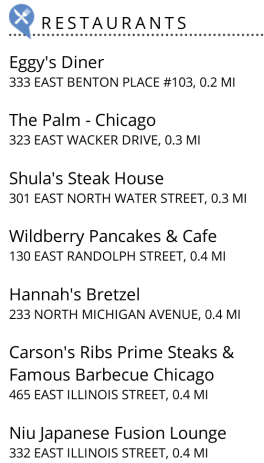 RESTAURANTS
Eggy's Diner
333 EAST BENTON PLACE #103, 0.2 MI
The Palm - Chicago
323 EAST WACKER DRIVE, 0.3 MI
Shula's Steak House
301 EAST NORTH WATER STREET, 0.3 MI
Wildberry Pancakes & Cafe
130 EAST RANDOLPH STREET, 0.4 MI
Hannah's Bretzel
233 NORTH MICHIGAN AVENUE, 0.4 MI
Carson's Ribs Prime Steaks &
Famous Barbecue Chicago
465 EAST ILLINOIS STREET, 0.4 MI
Niu Japanese Fusion Lounge
332 EAST ILLINOIS STREET, 0.4 MI